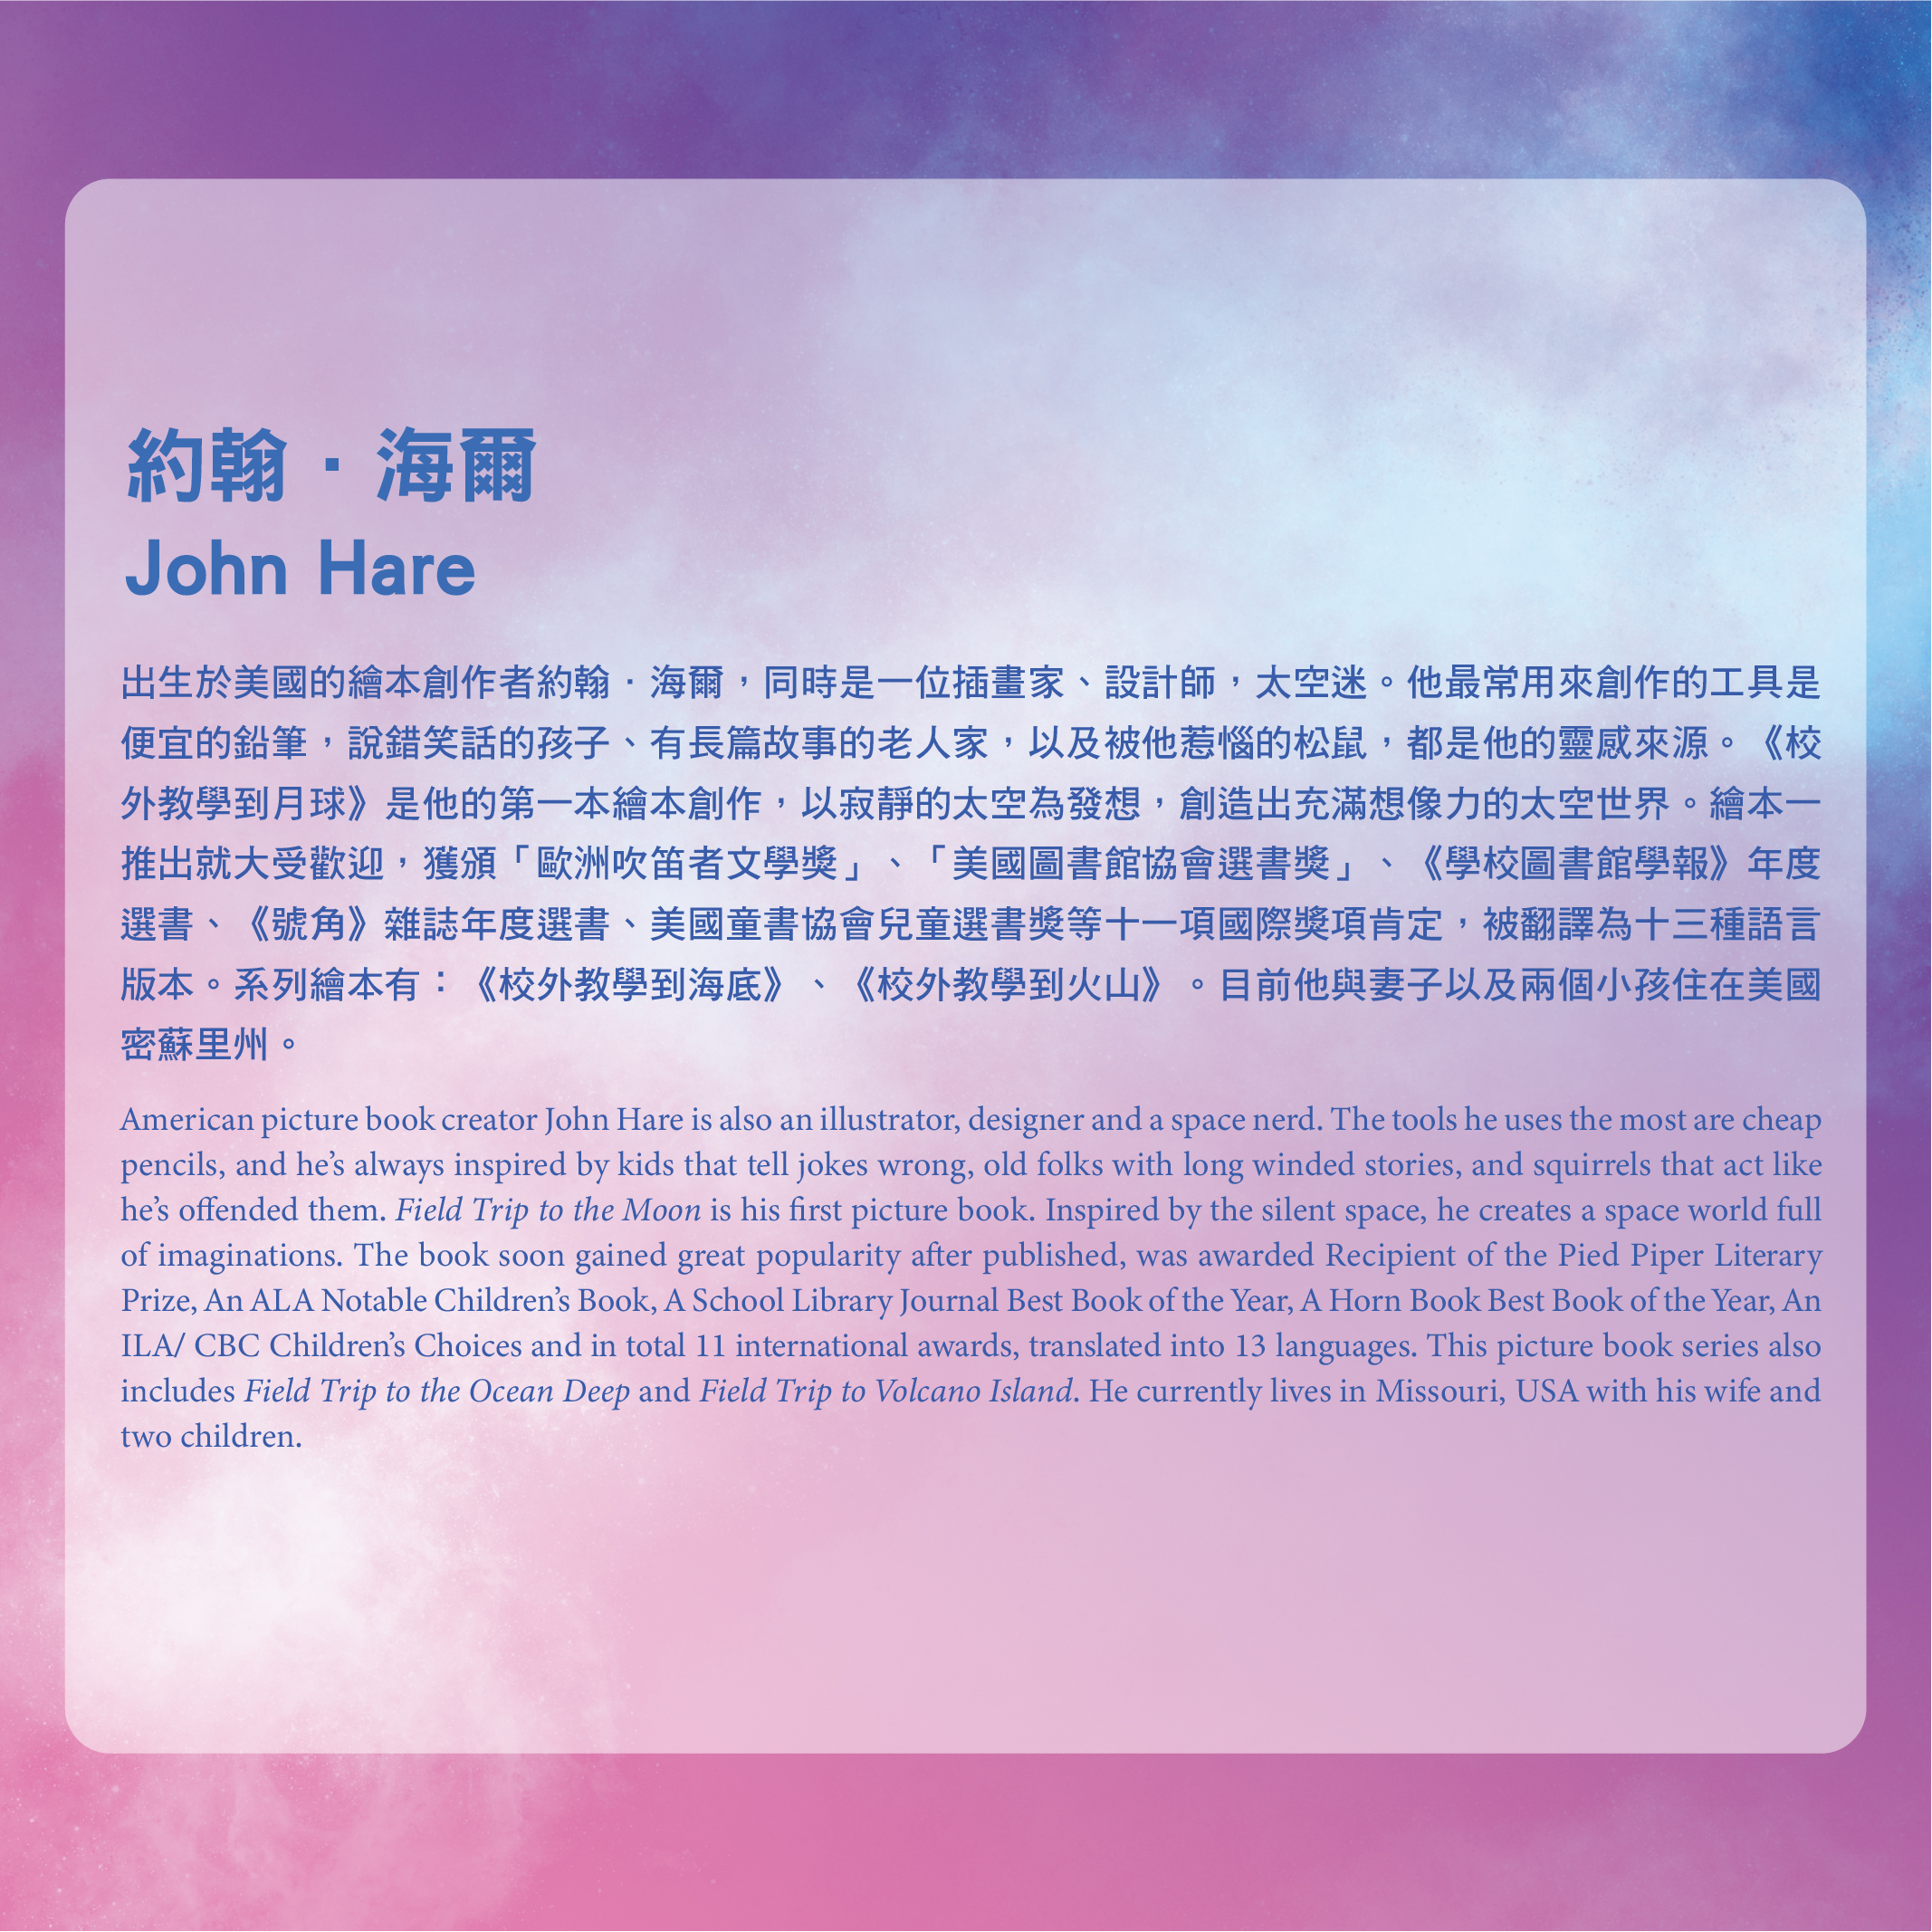 約翰·海爾
John Hare
出生於美國的繪本創作者約翰·海爾，同時是一位插畫家、設計師，太空迷。他最常用來創作的工具是
便宜的鉛筆，說錯笑話的孩子、有長篇故事的老人家，以及被他惹惱的松鼠，都是他的靈感來源。《校
外教學到月球》是他的第一本繪本創作，以寂靜的太空為發想，創造出充滿想像力的太空世界。繪本一
推出就大受歡迎，獲頒「歐洲吹笛者文學獎」、「美國圖書館協會選書獎」、《學校圖書館學報》年度
選書、《號角》雜誌年度選書、美國童書協會兒童選書獎等十一項國際獎項肯定，被翻譯為十三種語言
版本。系列繪本有：《校外教學到海底》、《校外教學到火山》。目前他與妻子以及兩個小孩住在美國
密蘇里州。
American picture book creator John Hare is also an illustrator, designer and a space nerd. The tools he uses the most are cheap
pencils, and he’s always inspired by kids that tell jokes wrong, old folks with long winded stories, and squirrels that act like
he’s offended them. Field Trip to the Moon is his first picture book. Inspired by the silent space, he creates a space world full
of imaginations. The book soon gained great popularity after published, was awarded Recipient of the Pied Piper Literary
Prize, An ALA Notable Children’s Book, A School Library Journal Best Book of the Year, A Horn Book Best Book of the Year, An
ILA/ CBC Children’s Choices and in total 11 international awards, translated into 13 languages. This picture book series also
includes Field Trip to the Ocean Deep and Field Trip to Volcano Island. He currently lives in Missouri, USA with his wife and
two children.